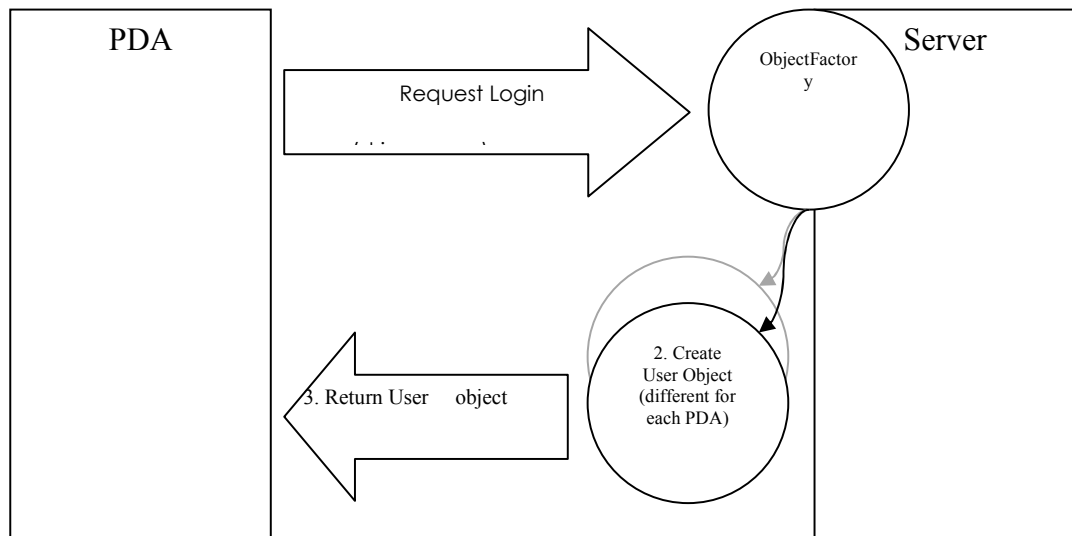 PDA
Server
ObjectFactor
y
Request Login
2. Create
User Object
(different for
each PDA)
3. Return User object